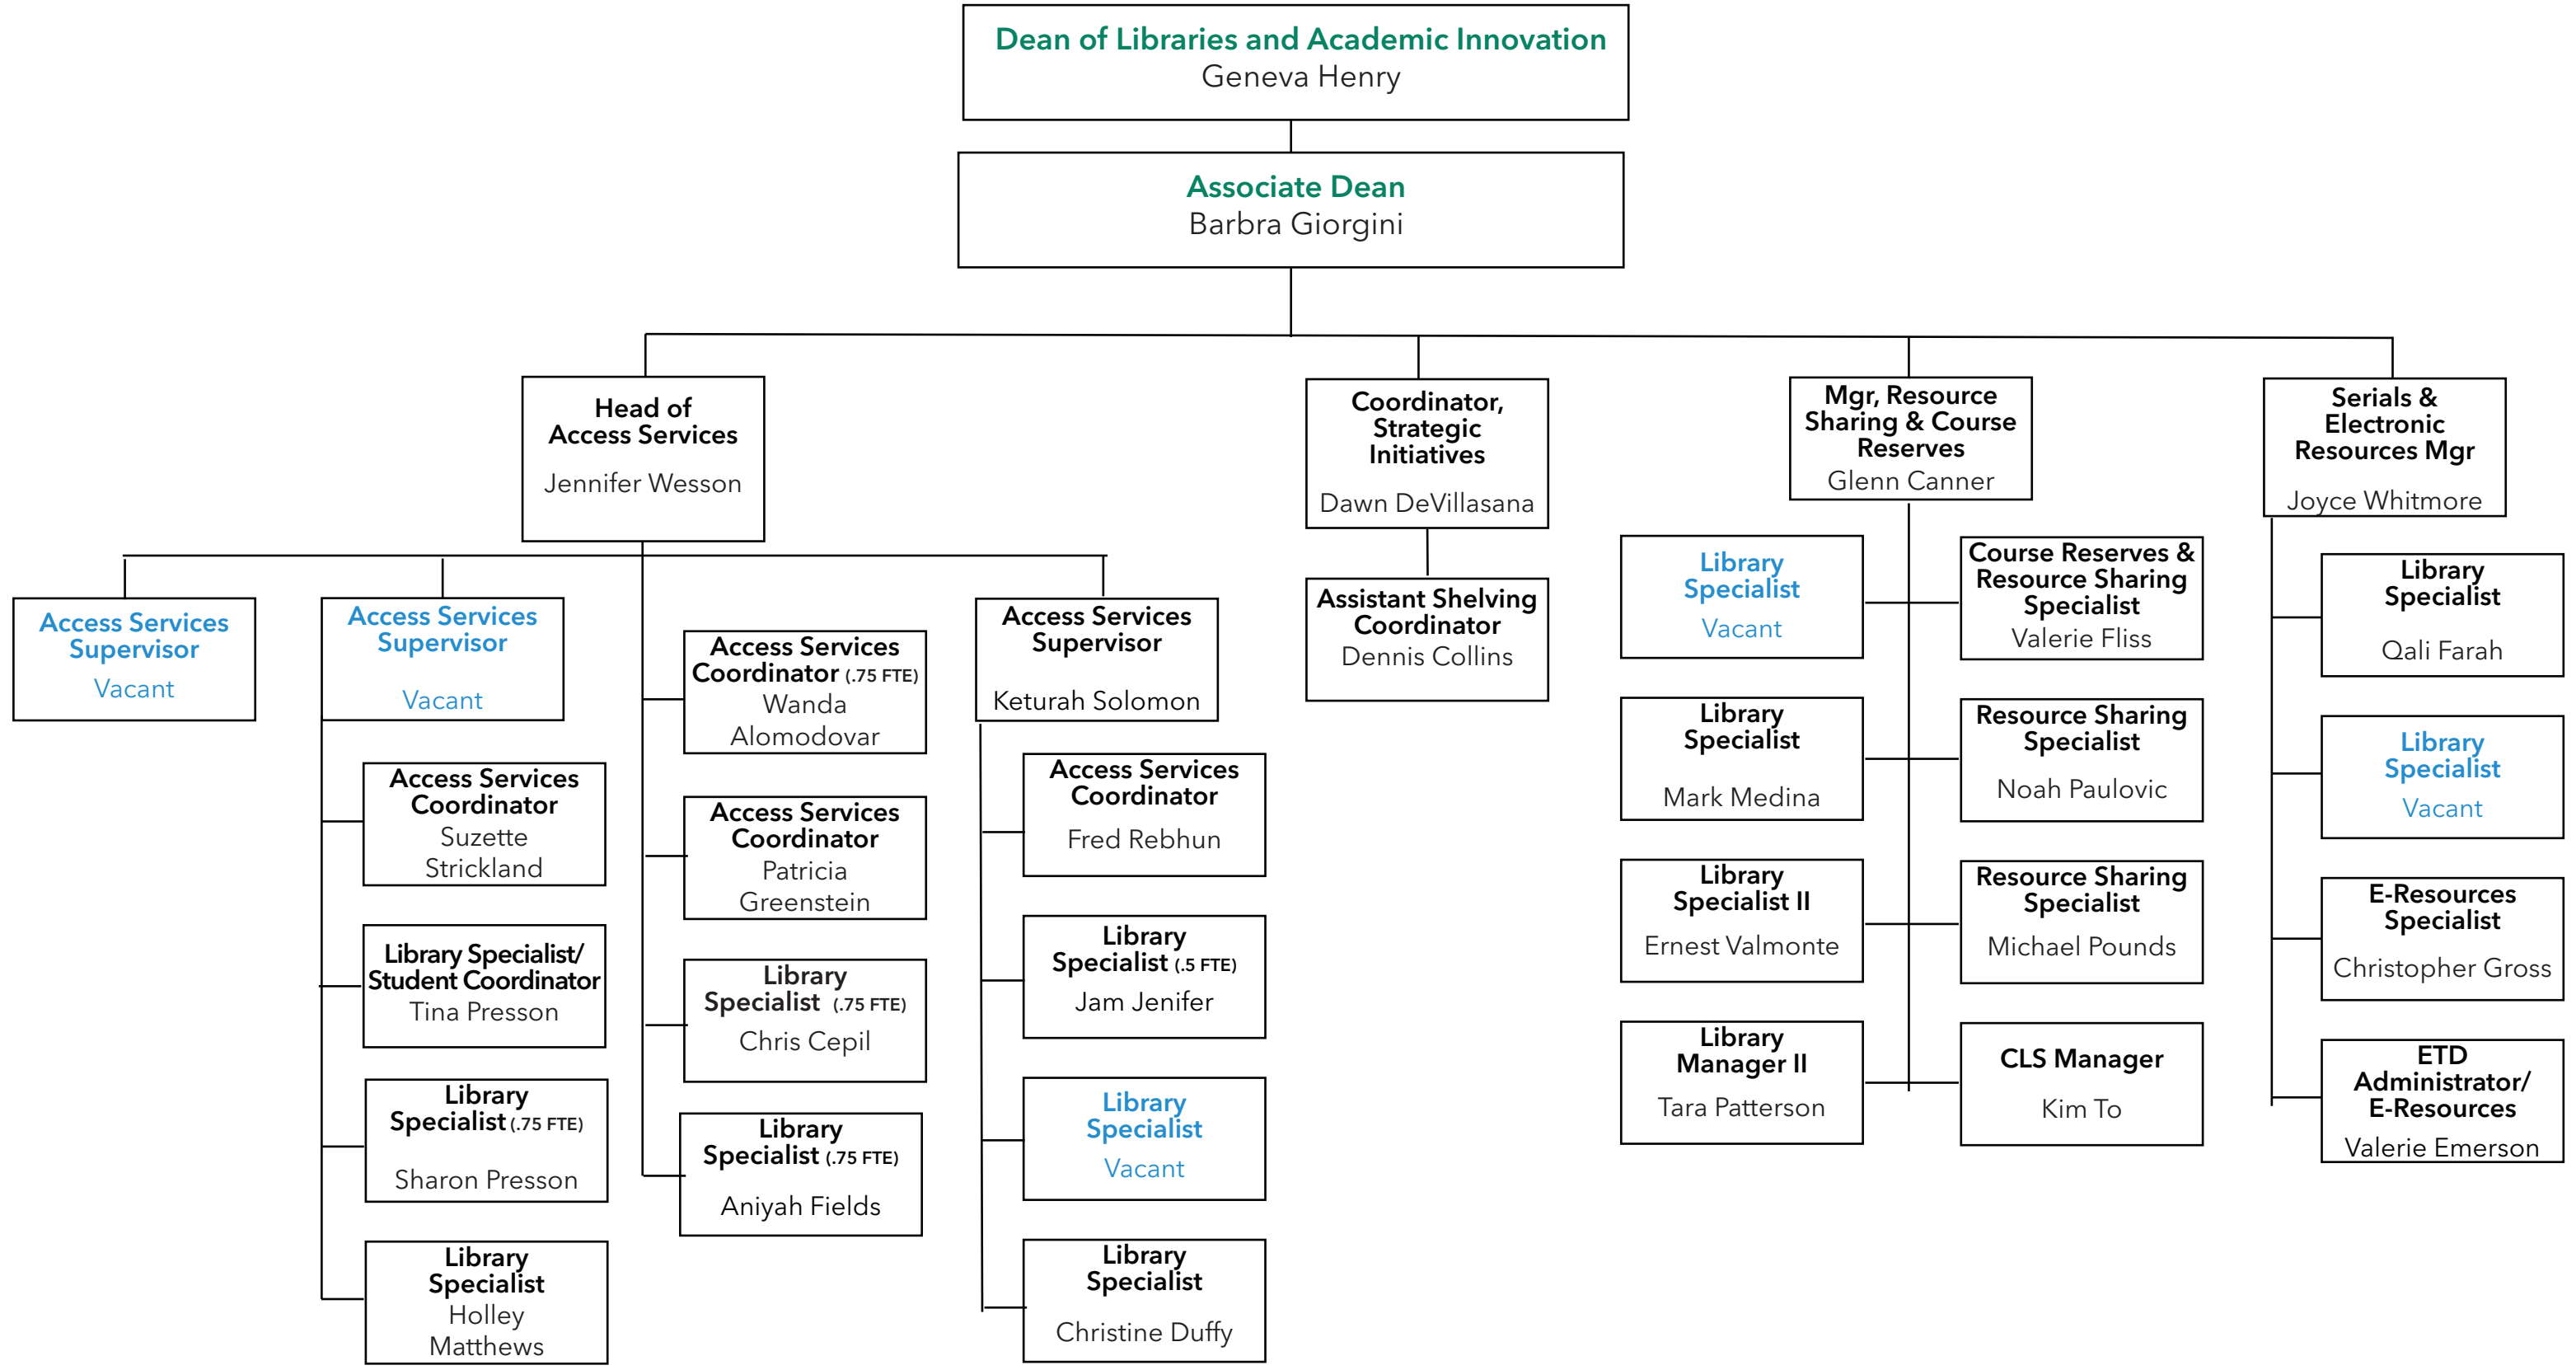 Dean of Libraries and Academic Innovation
Geneva Henry
Associate Dean
Barbra Giorgini
Head of
Access Services
Jennifer Wesson
Coordinator,
Strategic
Initiatives
Dawn DeVillasana
Mgr, Resource
Sharing & Course
Reserves
Glenn Canner
Serials &
Electronic
Resources Mgr
Joyce Whitmore
Access Services
Supervisor
Vacant
Access Services
Supervisor
Vacant
Access Services
Coordinator
Suzette
Strickland
Library Specialist/
Student Coordinator
Tina Presson
Library
Specialist (.75 FTE)
Sharon Presson
Library
Specialist
Holley
Matthews
Access Services
Coordinator (.75 FTE)
Wanda
Alomodovar
Access Services
Coordinator
Patricia
Greenstein
Library
Specialist (.75 FTE)
Chris Cepil
Library
Specialist (.75 FTE)
Aniyah Fields
Access Services
Supervisor
Keturah Solomon
Access Services
Coordinator
Fred Rebhun
Library
Specialist (.5 FTE)
Jam Jenifer
Library
Specialist
Vacant
Library
Specialist
Christine Duffy
Assistant Shelving
Coordinator
Dennis Collins
Library
Specialist
Vacant
Library
Specialist
Mark Medina
Library
Specialist II
Ernest Valmonte
Library
Manager II
Tara Patterson
Course Reserves &
Resource Sharing
Specialist
Valerie Fliss
Resource Sharing
Specialist
Noah Paulovic
Resource Sharing
Specialist
Michael Pounds
CLS Manager
Kim To
Library
Specialist
Qali Farah
Library
Specialist
Vacant
E-Resources
Specialist
Christopher Gross
ETD
Administrator/
E-Resources
Valerie Emerson